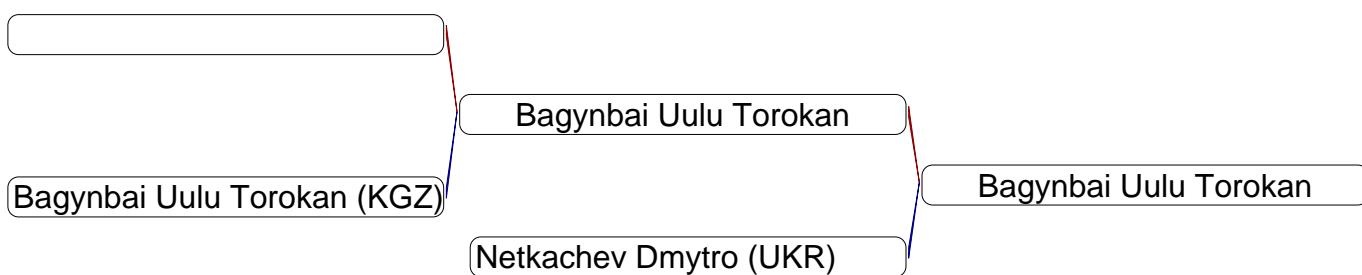 Bagynbai Uulu Torokan
Bagynbai Uulu Torokan
Bagynbai Uulu Torokan (KGZ)
Netkachev Dmytro (UKR)